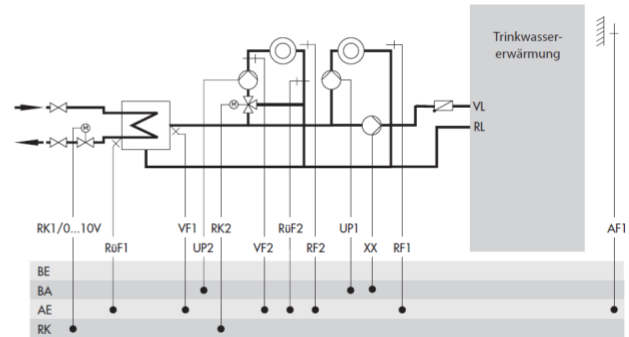 Trinkwasser-
erwärmung
M
VL
M
RL
RK1/0...10V
VF1
RK2
RüF2
UP1
AF1
RüF1
UP2
VF2
RF2
XX
RF1
BE
BA
AE
RK